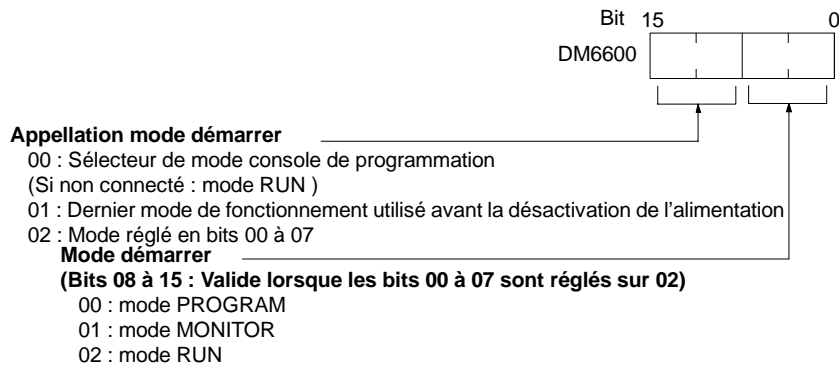 Bit 15 0
DM6600
Appellation mode démarrer
00 : Sélecteur de mode console de programmation
(Si non connecté : mode RUN )
01 : Dernier mode de fonctionnement utilisé avant la désactivation de l'alimentation
02 : Mode réglé en bits 00 à 07
Mode démarrer
(Bits 08 à 15 : Valide lorsque les bits 00 à 07 sont réglés sur 02)
00 : mode PROGRAM
01 : mode MONITOR
02 : mode RUN